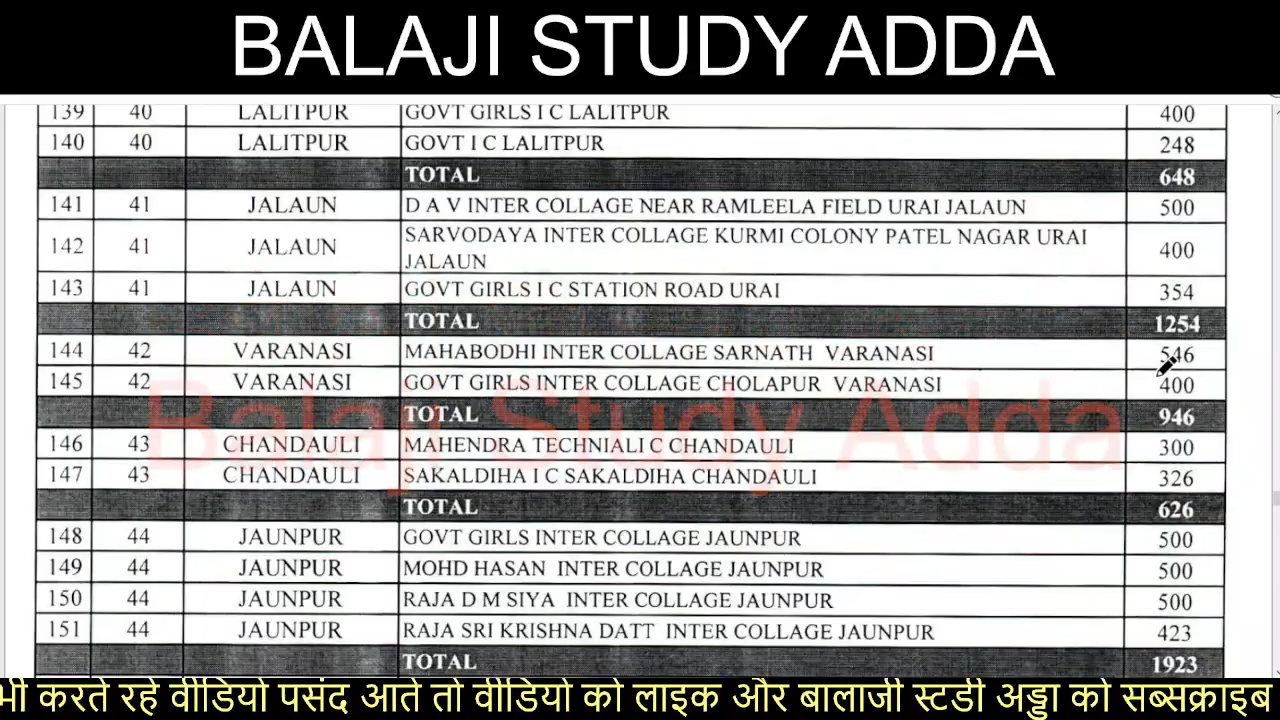 BALAJI STUDY ADDA
139 40 LALITPUR GOVT GIRLS I C LALITPUR 400
140 40 LALITPUR GOVT I C LALITPUR 248
TOTAL 648
141 41 JALAUN D A V INTER COLLAGE NEAR RAMLEELA FIELD URAI JALAUN 500
142 41 JALAUN SARVODAYA INTER COLLAGE KURMI COLONY PATEL NAGAR URAI JALAUN 400
143 41 JALAUN GOVT GIRLS I C STATION ROAD URAI 354
TOTAL 1254
144 42 VARANASI MAHABODHI INTER COLLAGE SARNATH VARANASI 546
145 42 VARANASI GOVT GIRLS INTER COLLAGE CHOLAPUR VARANASI 400
TOTAL 946
Balaji Study Adda
146 43 CHANDAULI MAHENDRA TECHNIALI C CHANDAULI 300
147 43 CHANDAULI SAKALDIHA I C SAKALDIHA CHANDAULI 326
TOTAL 626
148 44 JAUNPUR GOVT GIRLS INTER COLLAGE JAUNPUR 500
149 44 JAUNPUR MOHD HASAN INTER COLLAGE JAUNPUR 500
150 44 JAUNPUR RAJA D M SIYA INTER COLLAGE JAUNPUR 500
151 44 JAUNPUR RAJA SRI KRISHNA DATT INTER COLLAGE JAUNPUR 423
TOTAL 1923
भी करते रहे वीडियो पसंद आते तो वीडियो को लाइक और बालाजी स्टडी अड्डा को सब्सक्राइब